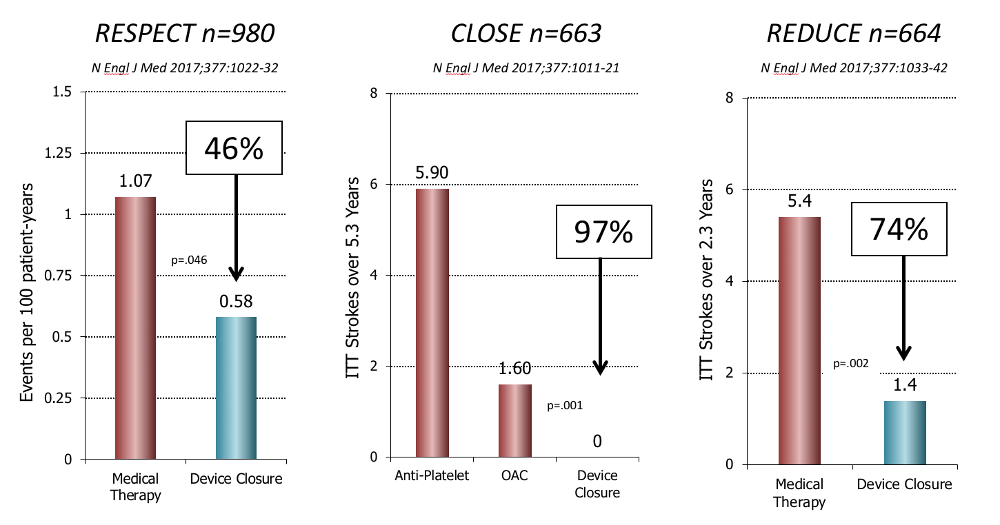 RESPECT n=980
N Engl J Med 2017;377:1022-32
Events per 100 patient-years
1.5
1.25
1
0.75
0.5
0.25
0
46%
1.07
p=.046
0.58
Medical
Therapy
Device Closure
CLOSE n=663
N Engl J Med 2017;377:1011-21
ITT Strokes over 5.3 Years
8
6
4
2
0
5.90
97%
1.60
p=.001
0
Anti-Platelet
OAC
Device
Closure
REDUCE n=664
N Engl J Med 2017;377:1033-42
ITT Strokes over 2.3 Years
8
6
4
2
0
5.4
74%
p=.002
1.4
Medical
Therapy
Device Closure